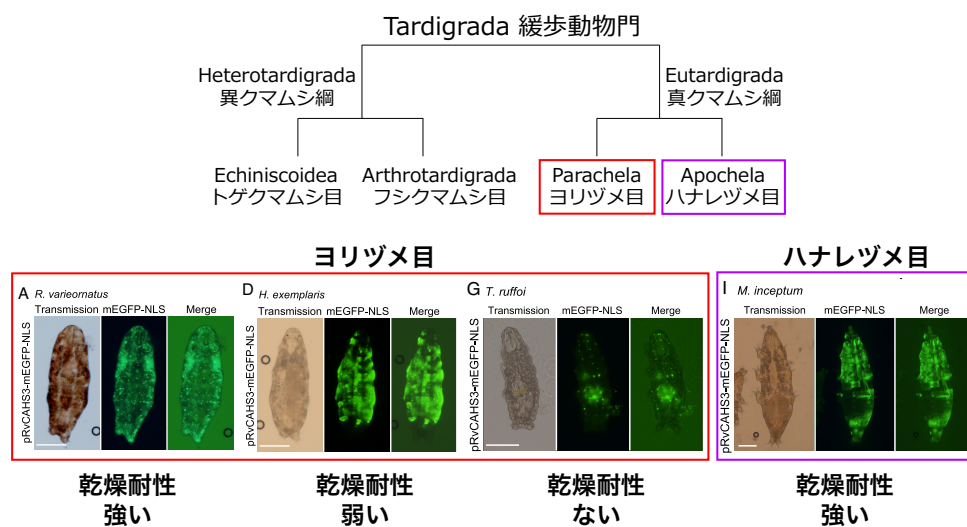 Tardigrada 緩歩動物門
Heterotardigrada
異クマムシ綱
Eutardigrada
真クマムシ綱
Echiniscoidea
トゲクマムシ目
Arthrotardigrada
フシクマムシ目
Parachela
ヨリヅメ目
Apochela
ハナレヅメ目
ヨリヅメ目
ハナレヅメ目
A R. varieornatus
Transmission mEGFP-NLS Merge
pRvCAHS3-mEGFP-NLS
D H. exemplaris
Transmission mEGFP-NLS Merge
pRvCAHS3-mEGFP-NLS
G T. ruffoi
Transmission mEGFP-NLS Merge
pRvCAHS3-mEGFP-NLS
I M. inceptum
Transmission mEGFP-NLS Merge
pRvCAHS3-mEGFP-NLS
乾燥耐性
強い
乾燥耐性
弱い
乾燥耐性
ない
乾燥耐性
強い